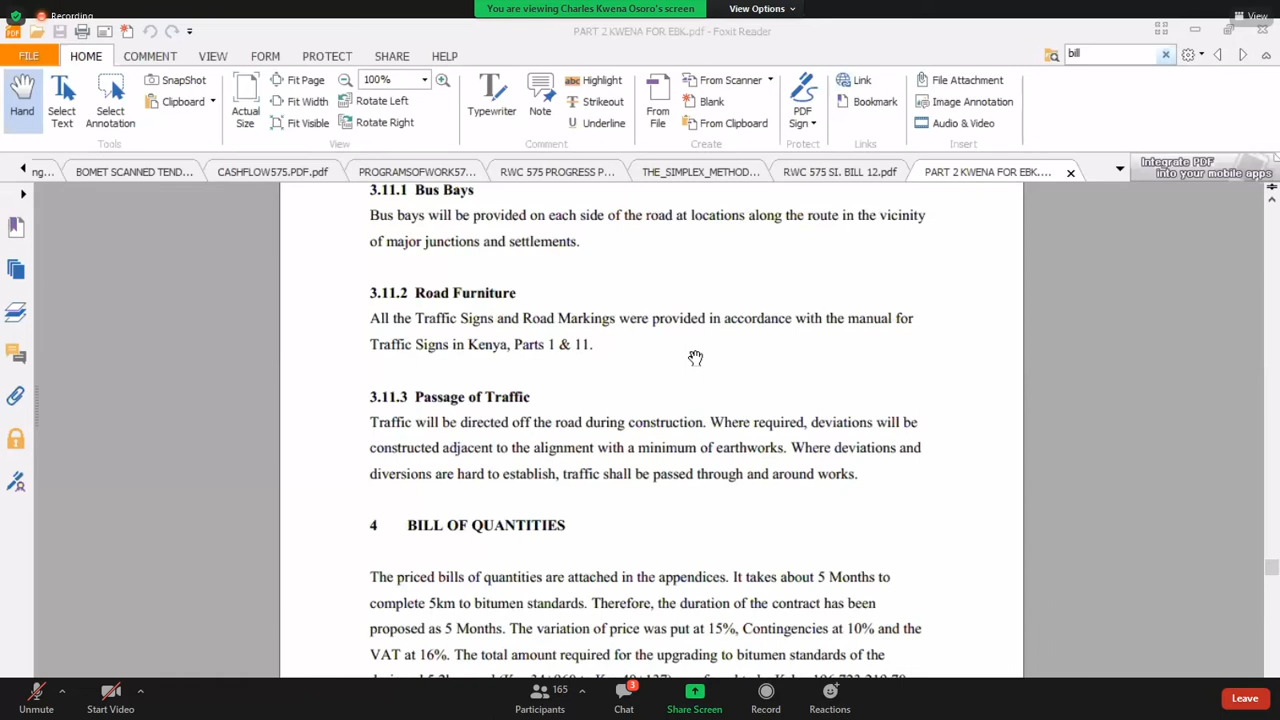 Recording
You are viewing Charles Kwena Osoro's screen
View Options
View
PART 2 KWENA FOR EBK.pdf - Foxit Reader
FILE HOME COMMENT VIEW FORM PROTECT SHARE HELP
bill
Hand
Select Text
Select Annotation
SnapShot
Clipboard
Tools
Actual Size
Fit Page
Fit Width
Fit Visible
100%
Rotate Left
Rotate Right
View
Typewriter
Note
Highlight
Strikeout
Underline
Comment
From File
From Scanner
Blank
From Clipboard
Create
PDF Sign
Protect
Link
Bookmark
Links
File Attachment
Image Annotation
Audio & Video
Insert
ng... BOMET SCANNED TEND... CASHFLOW575.PDF.pdf PROGRAMSOFWORK57... RWC 575 PROGRESS P... THE_SIMPLEX_METHOD... RWC 575 SI. BILL 12.pdf PART 2 KWENA FOR EBK....
Integrate PDF
into your mobile apps
3.11.1 Bus Bays
Bus bays will be provided on each side of the road at locations along the route in the vicinity
of major junctions and settlements.
3.11.2 Road Furniture
All the Traffic Signs and Road Markings were provided in accordance with the manual for
Traffic Signs in Kenya, Parts 1 & 11.
3.11.3 Passage of Traffic
Traffic will be directed off the road during construction. Where required, deviations will be
constructed adjacent to the alignment with a minimum of earthworks. Where deviations and
diversions are hard to establish, traffic shall be passed through and around works.
4 BILL OF QUANTITIES
The priced bills of quantities are attached in the appendices. It takes about 5 Months to
complete 5km to bitumen standards. Therefore, the duration of the contract has been
proposed as 5 Months. The variation of price was put at 15%, Contingencies at 10% and the
VAT at 16%. The total amount required for the upgrading to bitumen standards of the
Unmute
Start Video
165
Participants
3
Chat
Share Screen
Record
Reactions
Leave